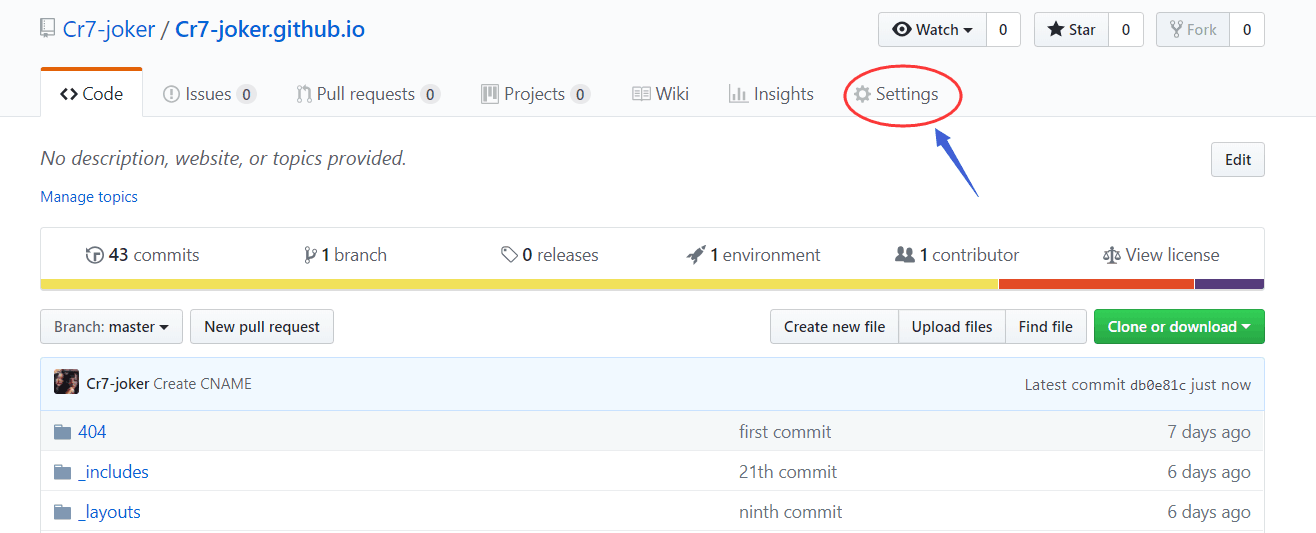 Cr7-joker / Cr7-joker.github.io
Watch 0 Star 0 Fork 0
Code Issues 0 Pull requests 0 Projects 0 Wiki Insights Settings
No description, website, or topics provided.
Edit
Manage topics
43 commits 1 branch 0 releases 1 environment 1 contributor View license
Branch: master New pull request Create new file Upload files Find file Clone or download
Cr7-joker Create CNAME Latest commit db0e81c just now
404 first commit 7 days ago
_includes 21th commit 6 days ago
_layouts ninth commit 6 days ago